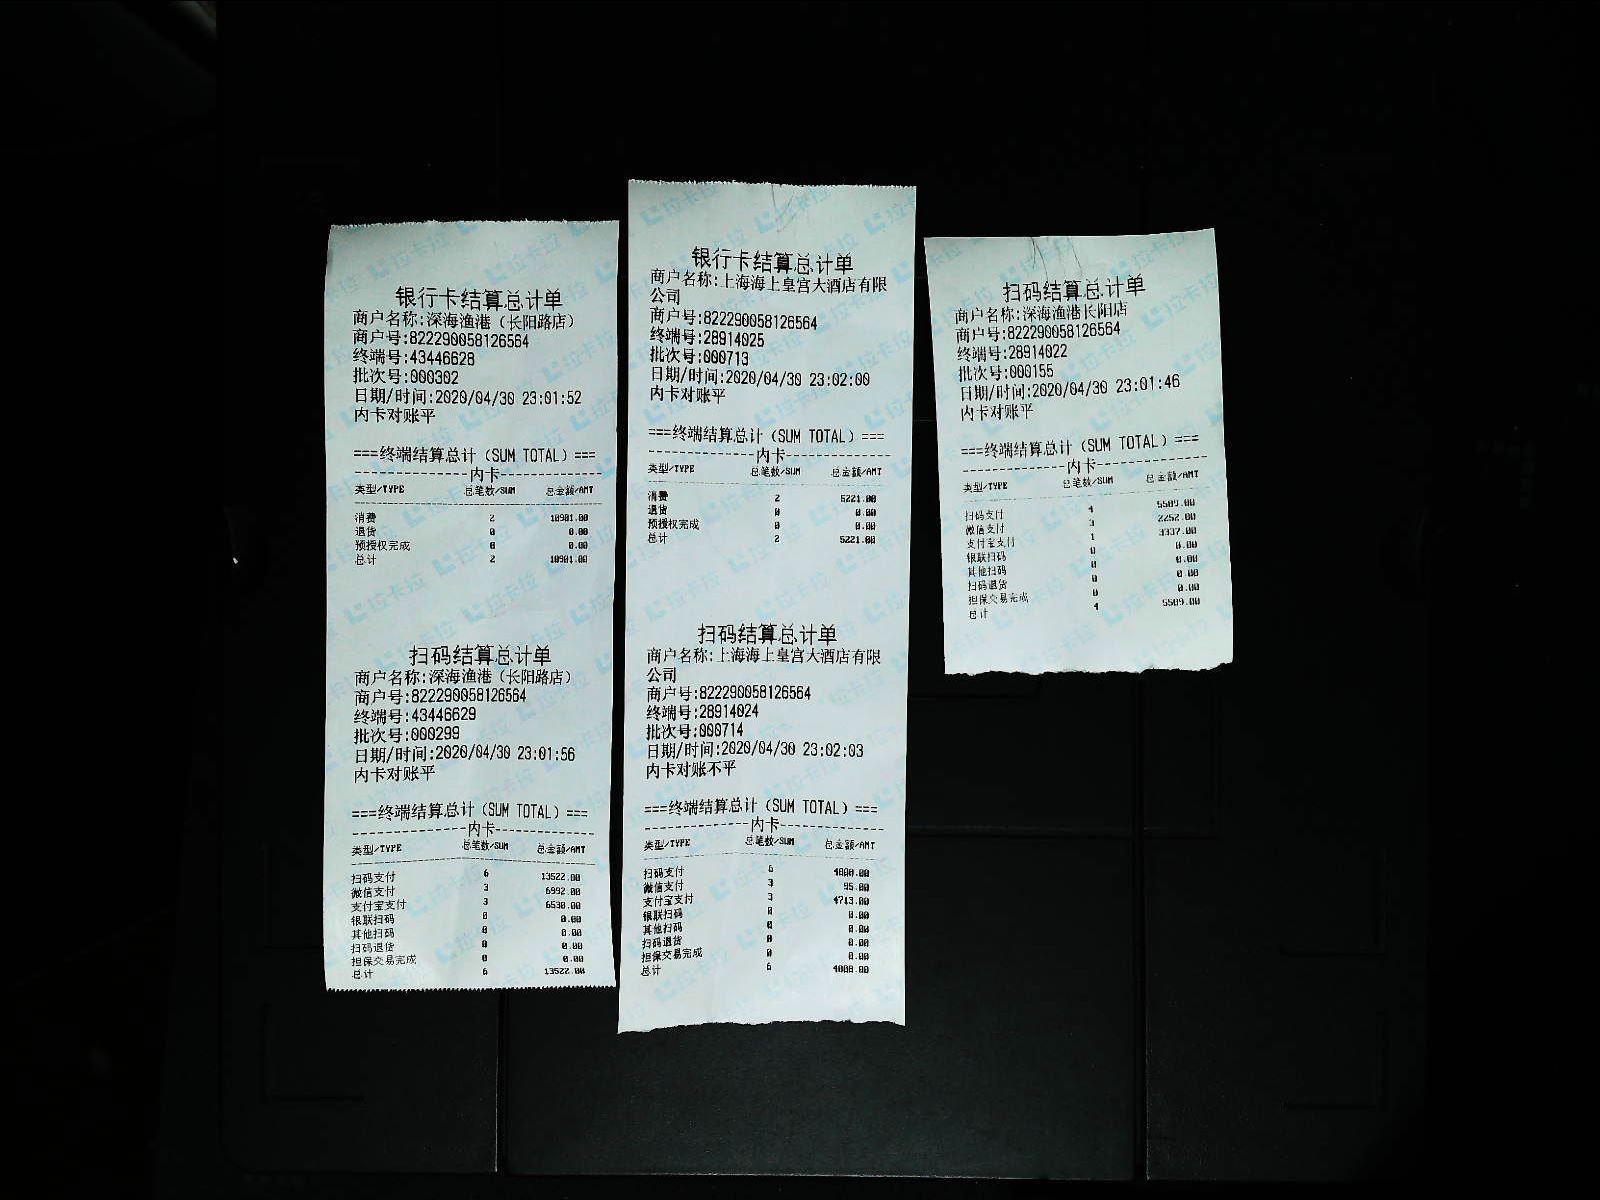 银行卡结算总计单
商户名称:深海渔港(长阳路店)
商户号:822290058126564
终端号:43446628
批次号:000302
日期/时间:2020/04/30 23:01:52
内卡对账平
===终端结算总计(SUM TOTAL)===
内卡
类型/TYPE 总笔数/SUM 总金额/AMT
消费 2 10901.00
退货 0 0.00
预授权完成 0 0.00
总计 2 10901.00
扫码结算总计单
商户名称:深海渔港(长阳路店)
商户号:822290058126564
终端号:43446629
批次号:000299
日期/时间:2020/04/30 23:01:56
内卡对账平
===终端结算总计(SUM TOTAL)===
内卡
类型/TYPE 总笔数/SUM 总金额/AMT
扫码支付 6 13522.00
微信支付 3 6992.00
支付宝支付 3 6530.00
银联扫码 0 0.00
其他扫码 0 0.00
扫码退货 0 0.00
担保交易完成 0 0.00
总计 6 13522.00
银行卡结算总计单
商户名称:上海海上皇宫大酒店有限
公司
商户号:822290058126564
终端号:28914025
批次号:000713
日期/时间:2020/04/30 23:02:00
内卡对账平
===终端结算总计(SUM TOTAL)===
内卡
类型/TYPE 总笔数/SUM 总金额/AMT
消费 2 5221.00
退货 0 0.00
预授权完成 0 0.00
总计 2 5221.00
扫码结算总计单
商户名称:上海海上皇宫大酒店有限
公司
商户号:822290058126564
终端号:28914024
批次号:000714
日期/时间:2020/04/30 23:02:03
内卡对账不平
===终端结算总计(SUM TOTAL)===
内卡
类型/TYPE 总笔数/SUM 总金额/AMT
扫码支付 6 4808.00
微信支付 3 95.00
支付宝支付 3 4713.00
银联扫码 0 0.00
其他扫码 0 0.00
扫码退货 0 0.00
担保交易完成 0 0.00
总计 6 4808.00
扫码结算总计单
商户名称:深海渔港长阳店
商户号:822290058126564
终端号:28914022
批次号:000155
日期/时间:2020/04/30 23:01:46
内卡对账平
===终端结算总计(SUM TOTAL)===
内卡
类型/TYPE 总笔数/SUM 总金额/AMT
扫码支付 4 5589.00
微信支付 3 2252.00
支付宝支付 1 3337.00
银联扫码 0 0.00
其他扫码 0 0.00
扫码退货 0 0.00
担保交易完成 0 0.00
总计 4 5589.00